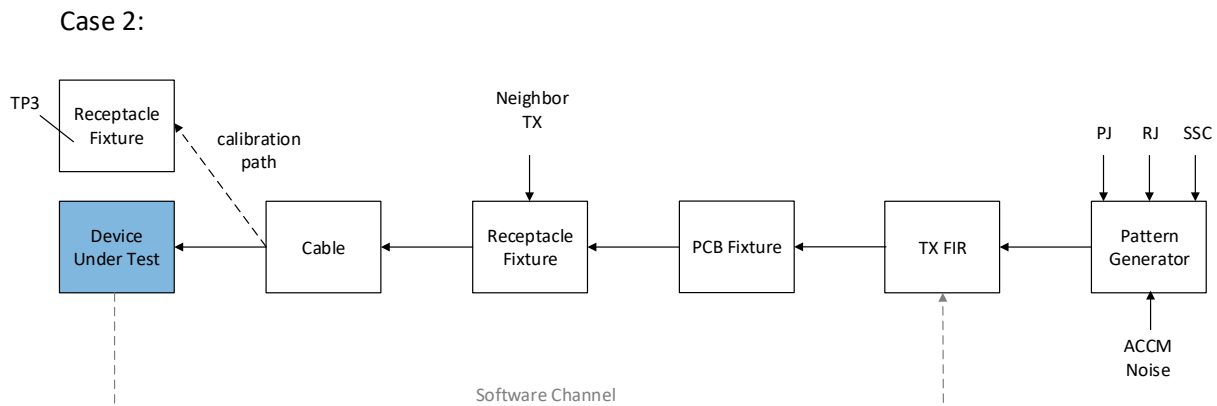 Case 2:
TP3
Receptacle
Fixture
calibration
path
Neighbor
TX
PJ
RJ
SSC
Device
Under Test
Cable
Receptacle
Fixture
PCB Fixture
TX FIR
Pattern
Generator
ACCM
Noise
Software Channel